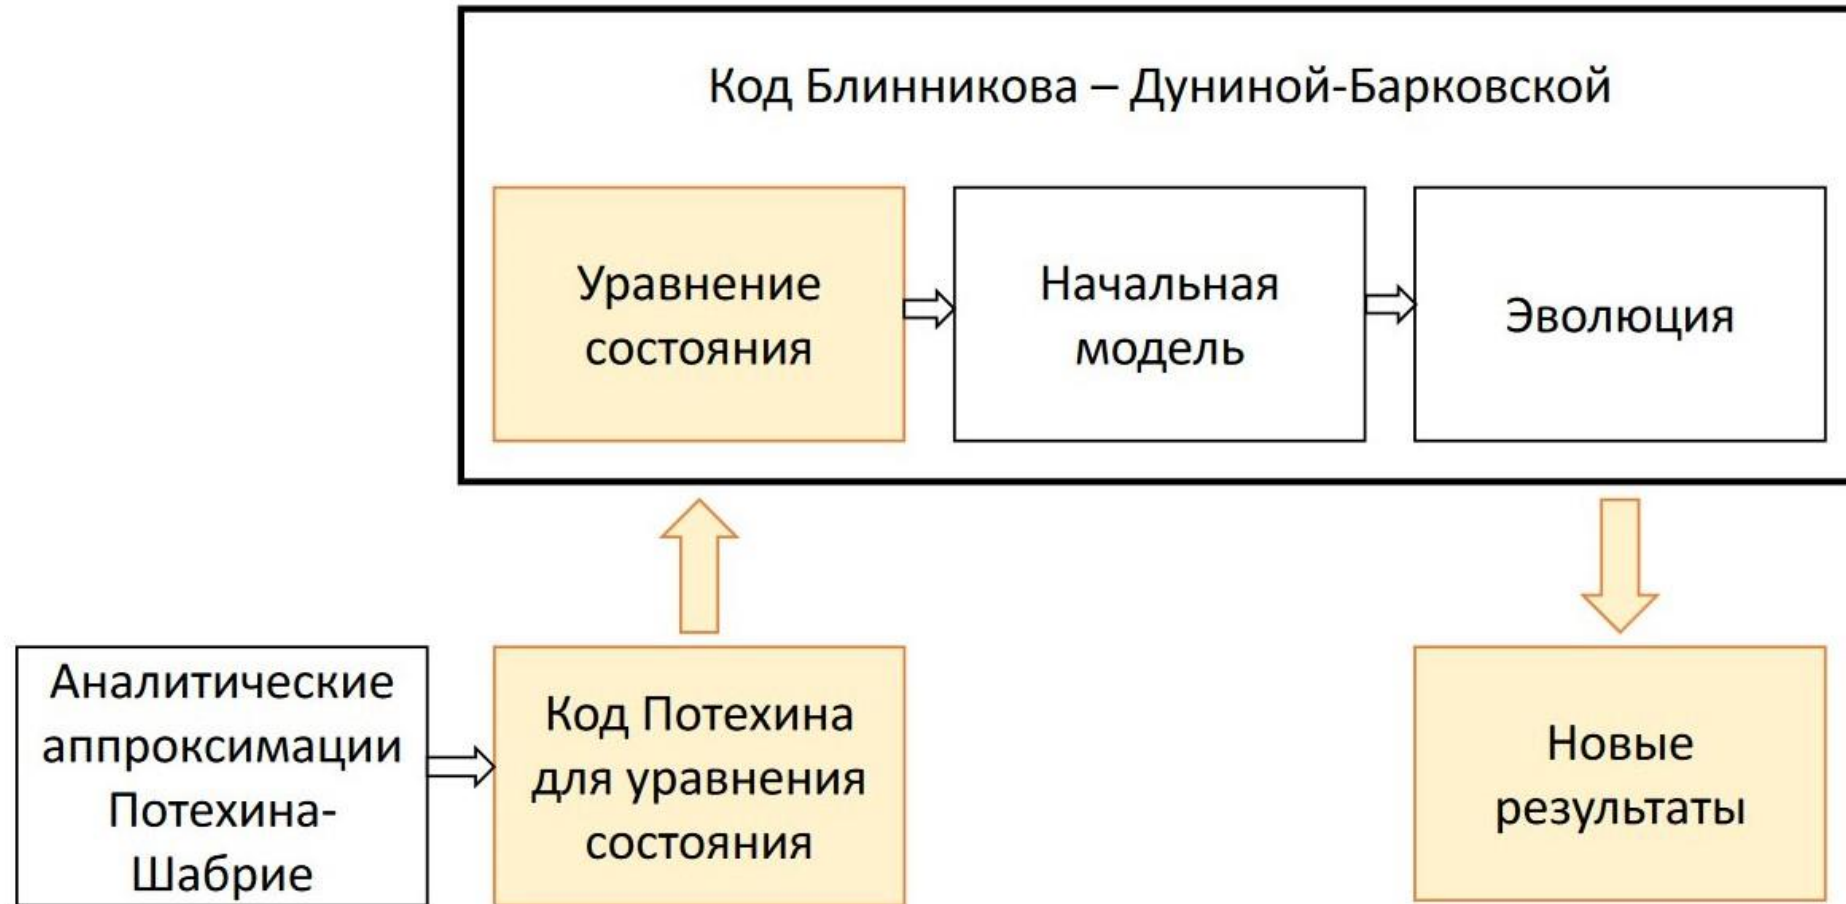 Код Блинникова – Дуниной-Барковской
Уравнение
состояния
Начальная
модель
Эволюция
Аналитические
аппроксимации
Потехина-
Шабрие
Код Потехина
для уравнения
состояния
Новые
результаты